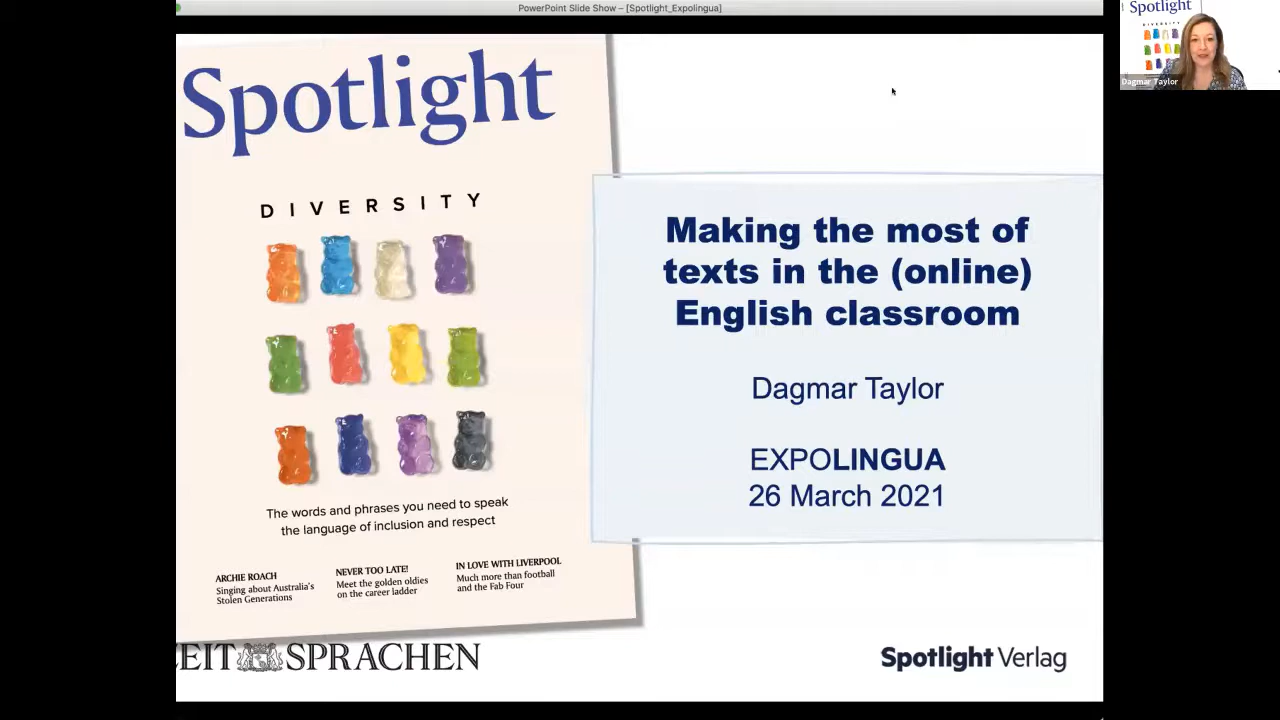 PowerPoint Slide Show – [Spotlight_Expolingua]
Spotlight
DIVERSITY
The words and phrases you need to speak
the language of inclusion and respect
ARCHIE ROACH
Singing about Australia's
Stolen Generations
NEVER TOO LATE!
Meet the golden oldies
on the career ladder
IN LOVE WITH LIVERPOOL
Much more than football
and the Fab Four
EIT SPRACHEN
Making the most of
texts in the (online)
English classroom
Dagmar Taylor
EXPOLINGUA
26 March 2021
Spotlight Verlag
Spotlight
DIVERSITY
Dagmar Taylor